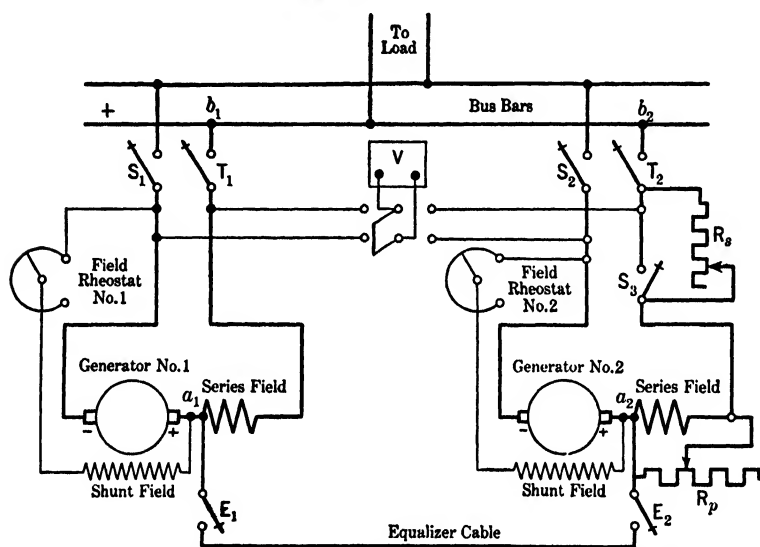 To
Load
+
b₁
Bus Bars
b₂
S₁
T₁
V
S₂
T₂
Rₛ
Field
Rheostat
No.1
Field
Rheostat
No.2
S₃
Generator No.1
a₁
Series Field
Generator No.2
a₂
Series Field
-
+
-
+
Shunt Field
Shunt Field
Rₚ
E₁
E₂
Equalizer Cable